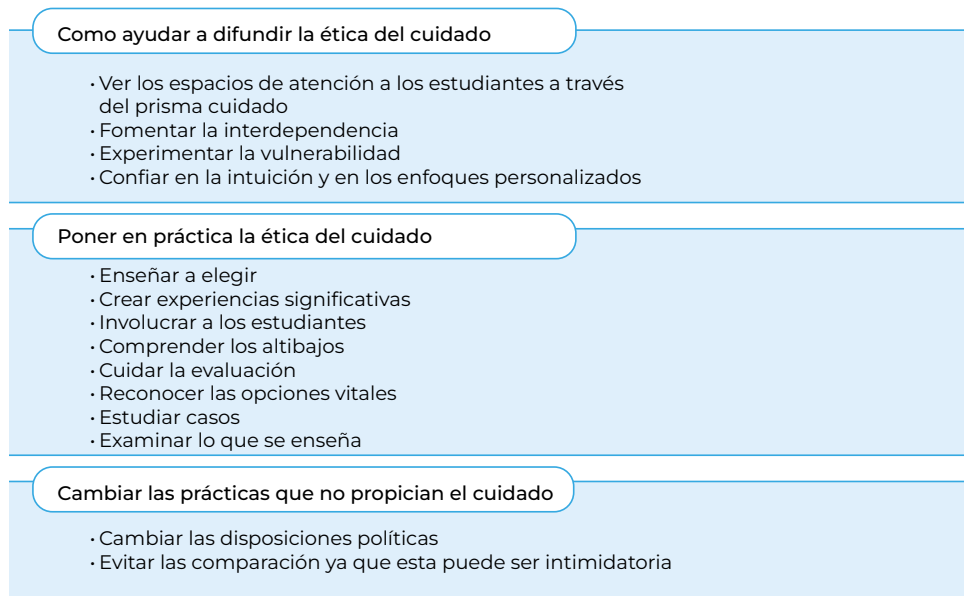 Como ayudar a difundir la ética del cuidado
· Ver los espacios de atención a los estudiantes a través
del prisma cuidado
· Fomentar la interdependencia
· Experimentar la vulnerabilidad
· Confiar en la intuición y en los enfoques personalizados
Poner en práctica la ética del cuidado
· Enseñar a elegir
· Crear experiencias significativas
· Involucrar a los estudiantes
· Comprender los altibajos
· Cuidar la evaluación
· Reconocer las opciones vitales
· Estudiar casos
· Examinar lo que se enseña
Cambiar las prácticas que no propician el cuidado
· Cambiar las disposiciones políticas
· Evitar las comparación ya que esta puede ser intimidatoria